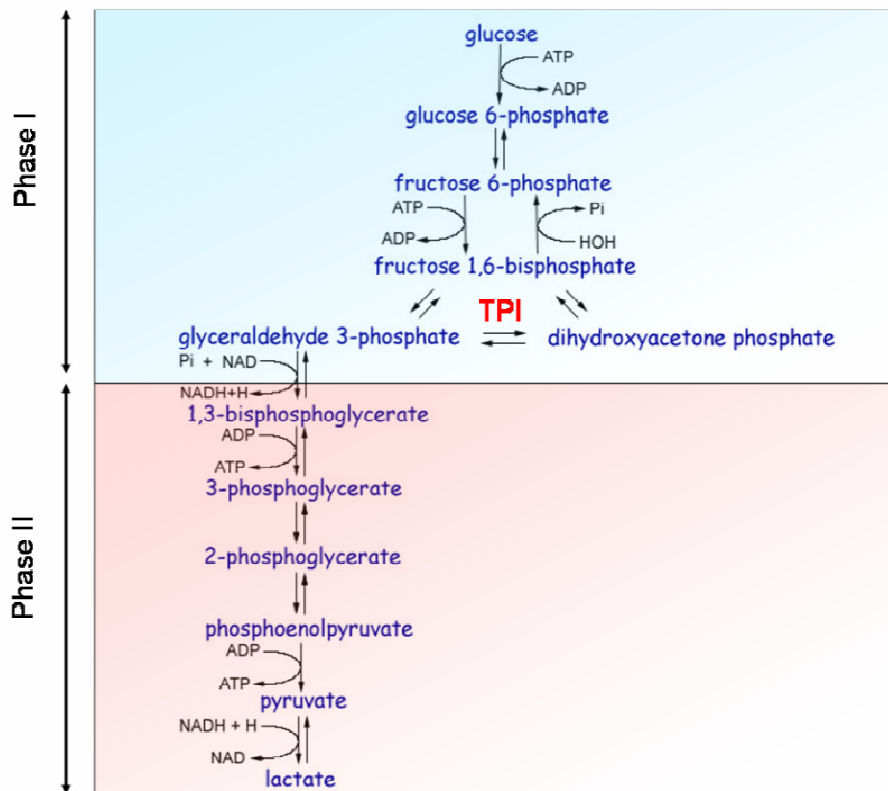 Phase I
glucose
ATP
ADP
glucose 6-phosphate
fructose 6-phosphate
ATP
Pi
ADP
HOH
fructose 1,6-bisphosphate
TPI
glyceraldehyde 3-phosphate
dihydroxyacetone phosphate
Pi + NAD
NADH+H
Phase II
1,3-bisphosphoglycerate
ADP
ATP
3-phosphoglycerate
2-phosphoglycerate
phosphoenolpyruvate
ADP
ATP
pyruvate
NADH + H
NAD
lactate